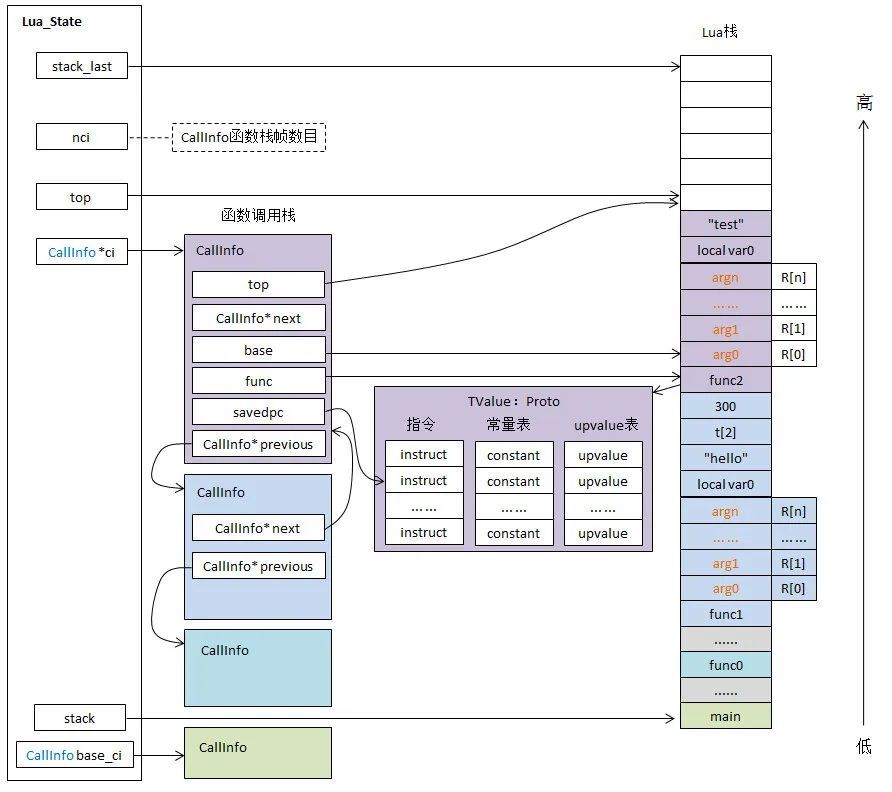 Lua_State
stack_last
nci
top
CallInfo *ci
stack
CallInfo base_ci
CallInfo函数栈帧数目
函数调用栈
CallInfo
top
CallInfo* next
base
func
savedpc
CallInfo* previous
CallInfo
CallInfo* next
CallInfo* previous
CallInfo
CallInfo
TValue：Proto
指令 常量表 upvalue表
instruct constant upvalue
instruct constant upvalue
…… …… ……
instruct constant upvalue
Lua栈
"test"
local var0
argn R[n]
…… ……
arg1 R[1]
arg0 R[0]
func2
300
t[2]
"hello"
local var0
argn R[n]
…… ……
arg1 R[1]
arg0 R[0]
func1
......
func0
......
main
高
低